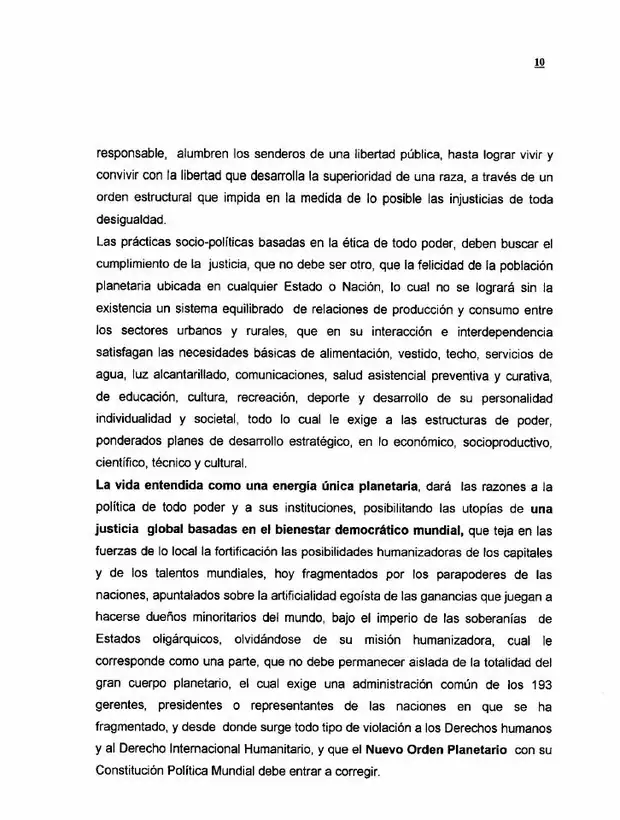 10
responsable, alumbren los senderos de una libertad pública, hasta lograr vivir y
convivir con la libertad que desarrolla la superioridad de una raza, a través de un
orden estructural que impida en la medida de lo posible las injusticias de toda
desigualdad.
Las prácticas socio-políticas basadas en la ética de todo poder, deben buscar el
cumplimiento de la justicia, que no debe ser otro, que la felicidad de la población
planetaria ubicada en cualquier Estado o Nación, lo cual no se logrará sin la
existencia un sistema equilibrado de relaciones de producción y consumo entre
los sectores urbanos y rurales, que en su interacción e interdependencia
satisfagan las necesidades básicas de alimentación, vestido, techo, servicios de
agua, luz alcantarillado, comunicaciones, salud asistencial preventiva y curativa,
de educación, cultura, recreación, deporte y desarrollo de su personalidad
individualidad y societal, todo lo cual le exige a las estructuras de poder,
ponderados planes de desarrollo estratégico, en lo económico, socioproductivo,
científico, técnico y cultural.
La vida entendida como una energía única planetaria, dará las razones a la
política de todo poder y a sus instituciones, posibilitando las utopías de una
justicia global basadas en el bienestar democrático mundial, que teja en las
fuerzas de lo local la fortificación las posibilidades humanizadoras de los capitales
y de los talentos mundiales, hoy fragmentados por los parapoderes de las
naciones, apuntalados sobre la artificialidad egoísta de las ganancias que juegan a
hacerse dueños minoritarios del mundo, bajo el imperio de las soberanías de
Estados oligárquicos, olvidándose de su misión humanizadora, cual le
corresponde como una parte, que no debe permanecer aislada de la totalidad del
gran cuerpo planetario, el cual exige una administración común de los 193
gerentes, presidentes o representantes de las naciones en que se ha
fragmentado, y desde donde surge todo tipo de violación a los Derechos humanos
y al Derecho Internacional Humanitario, y que el Nuevo Orden Planetario con su
Constitución Política Mundial debe entrar a corregir.